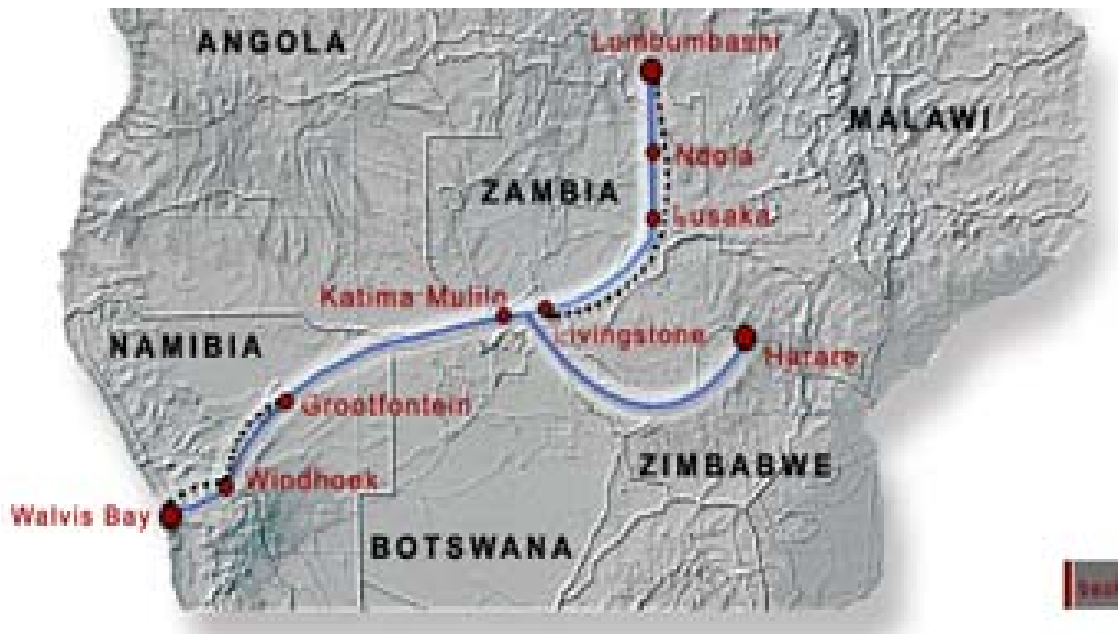 ANGOLA
Lumbumbashi
MALAWI
Ndola
ZAMBIA
Lusaka
Katima Mulilo
Livingstone
NAMIBIA
Harare
Grootfontein
ZIMBABWE
Windhoek
Walvis Bay
BOTSWANA